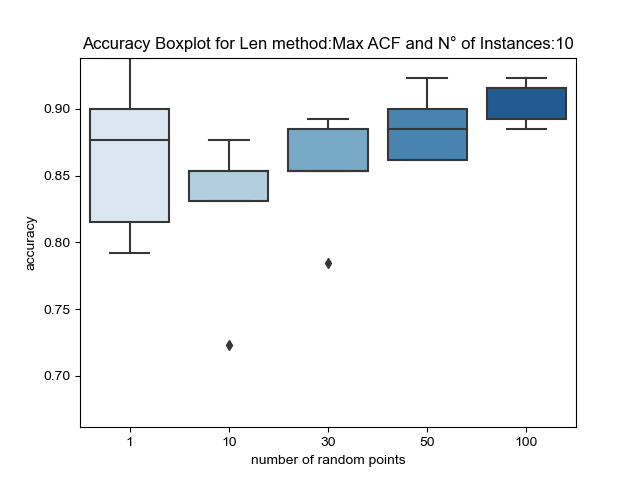 Accuracy Boxplot for Len method:Max ACF and N° of Instances:10
0.90
0.85
0.80
0.75
0.70
accuracy
1 10 30 50 100
number of random points